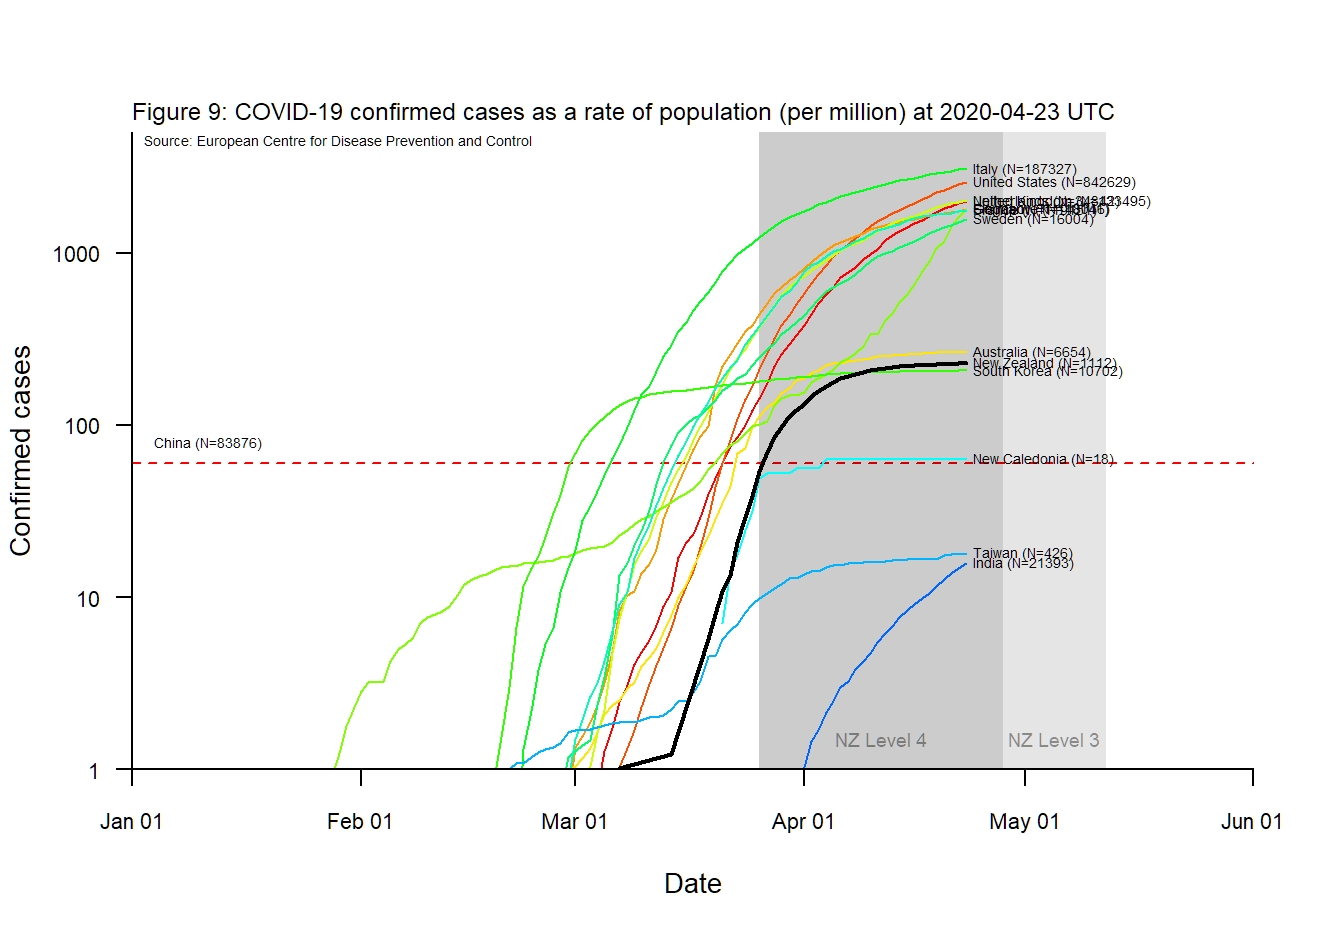 Figure 9: COVID-19 confirmed cases as a rate of population (per million) at 2020-04-23 UTC
Source: European Centre for Disease Prevention and Control
Confirmed cases
1000
100
10
1
China (N=83876)
Italy (N=187327)
United States (N=842629)
Sweden (N=16004)
Australia (N=6654)
New Zealand (N=1112)
South Korea (N=10702)
New Caledonia (N=18)
Taiwan (N=426)
India (N=21393)
NZ Level 4
NZ Level 3
Jan 01
Feb 01
Mar 01
Apr 01
May 01
Jun 01
Date